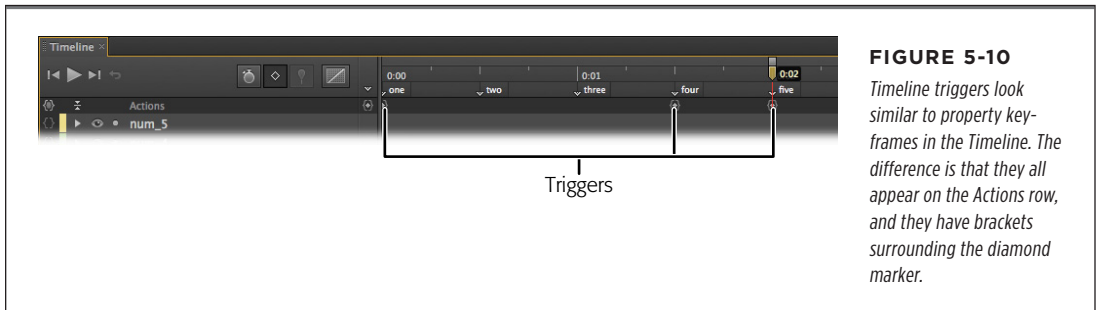 Timeline ×
0:00
0:01
0:02
one
two
three
four
five
Actions
num_5
Triggers
FIGURE 5-10
Timeline triggers look
similar to property key-
frames in the Timeline. The
difference is that they all
appear on the Actions row,
and they have brackets
surrounding the diamond
marker.